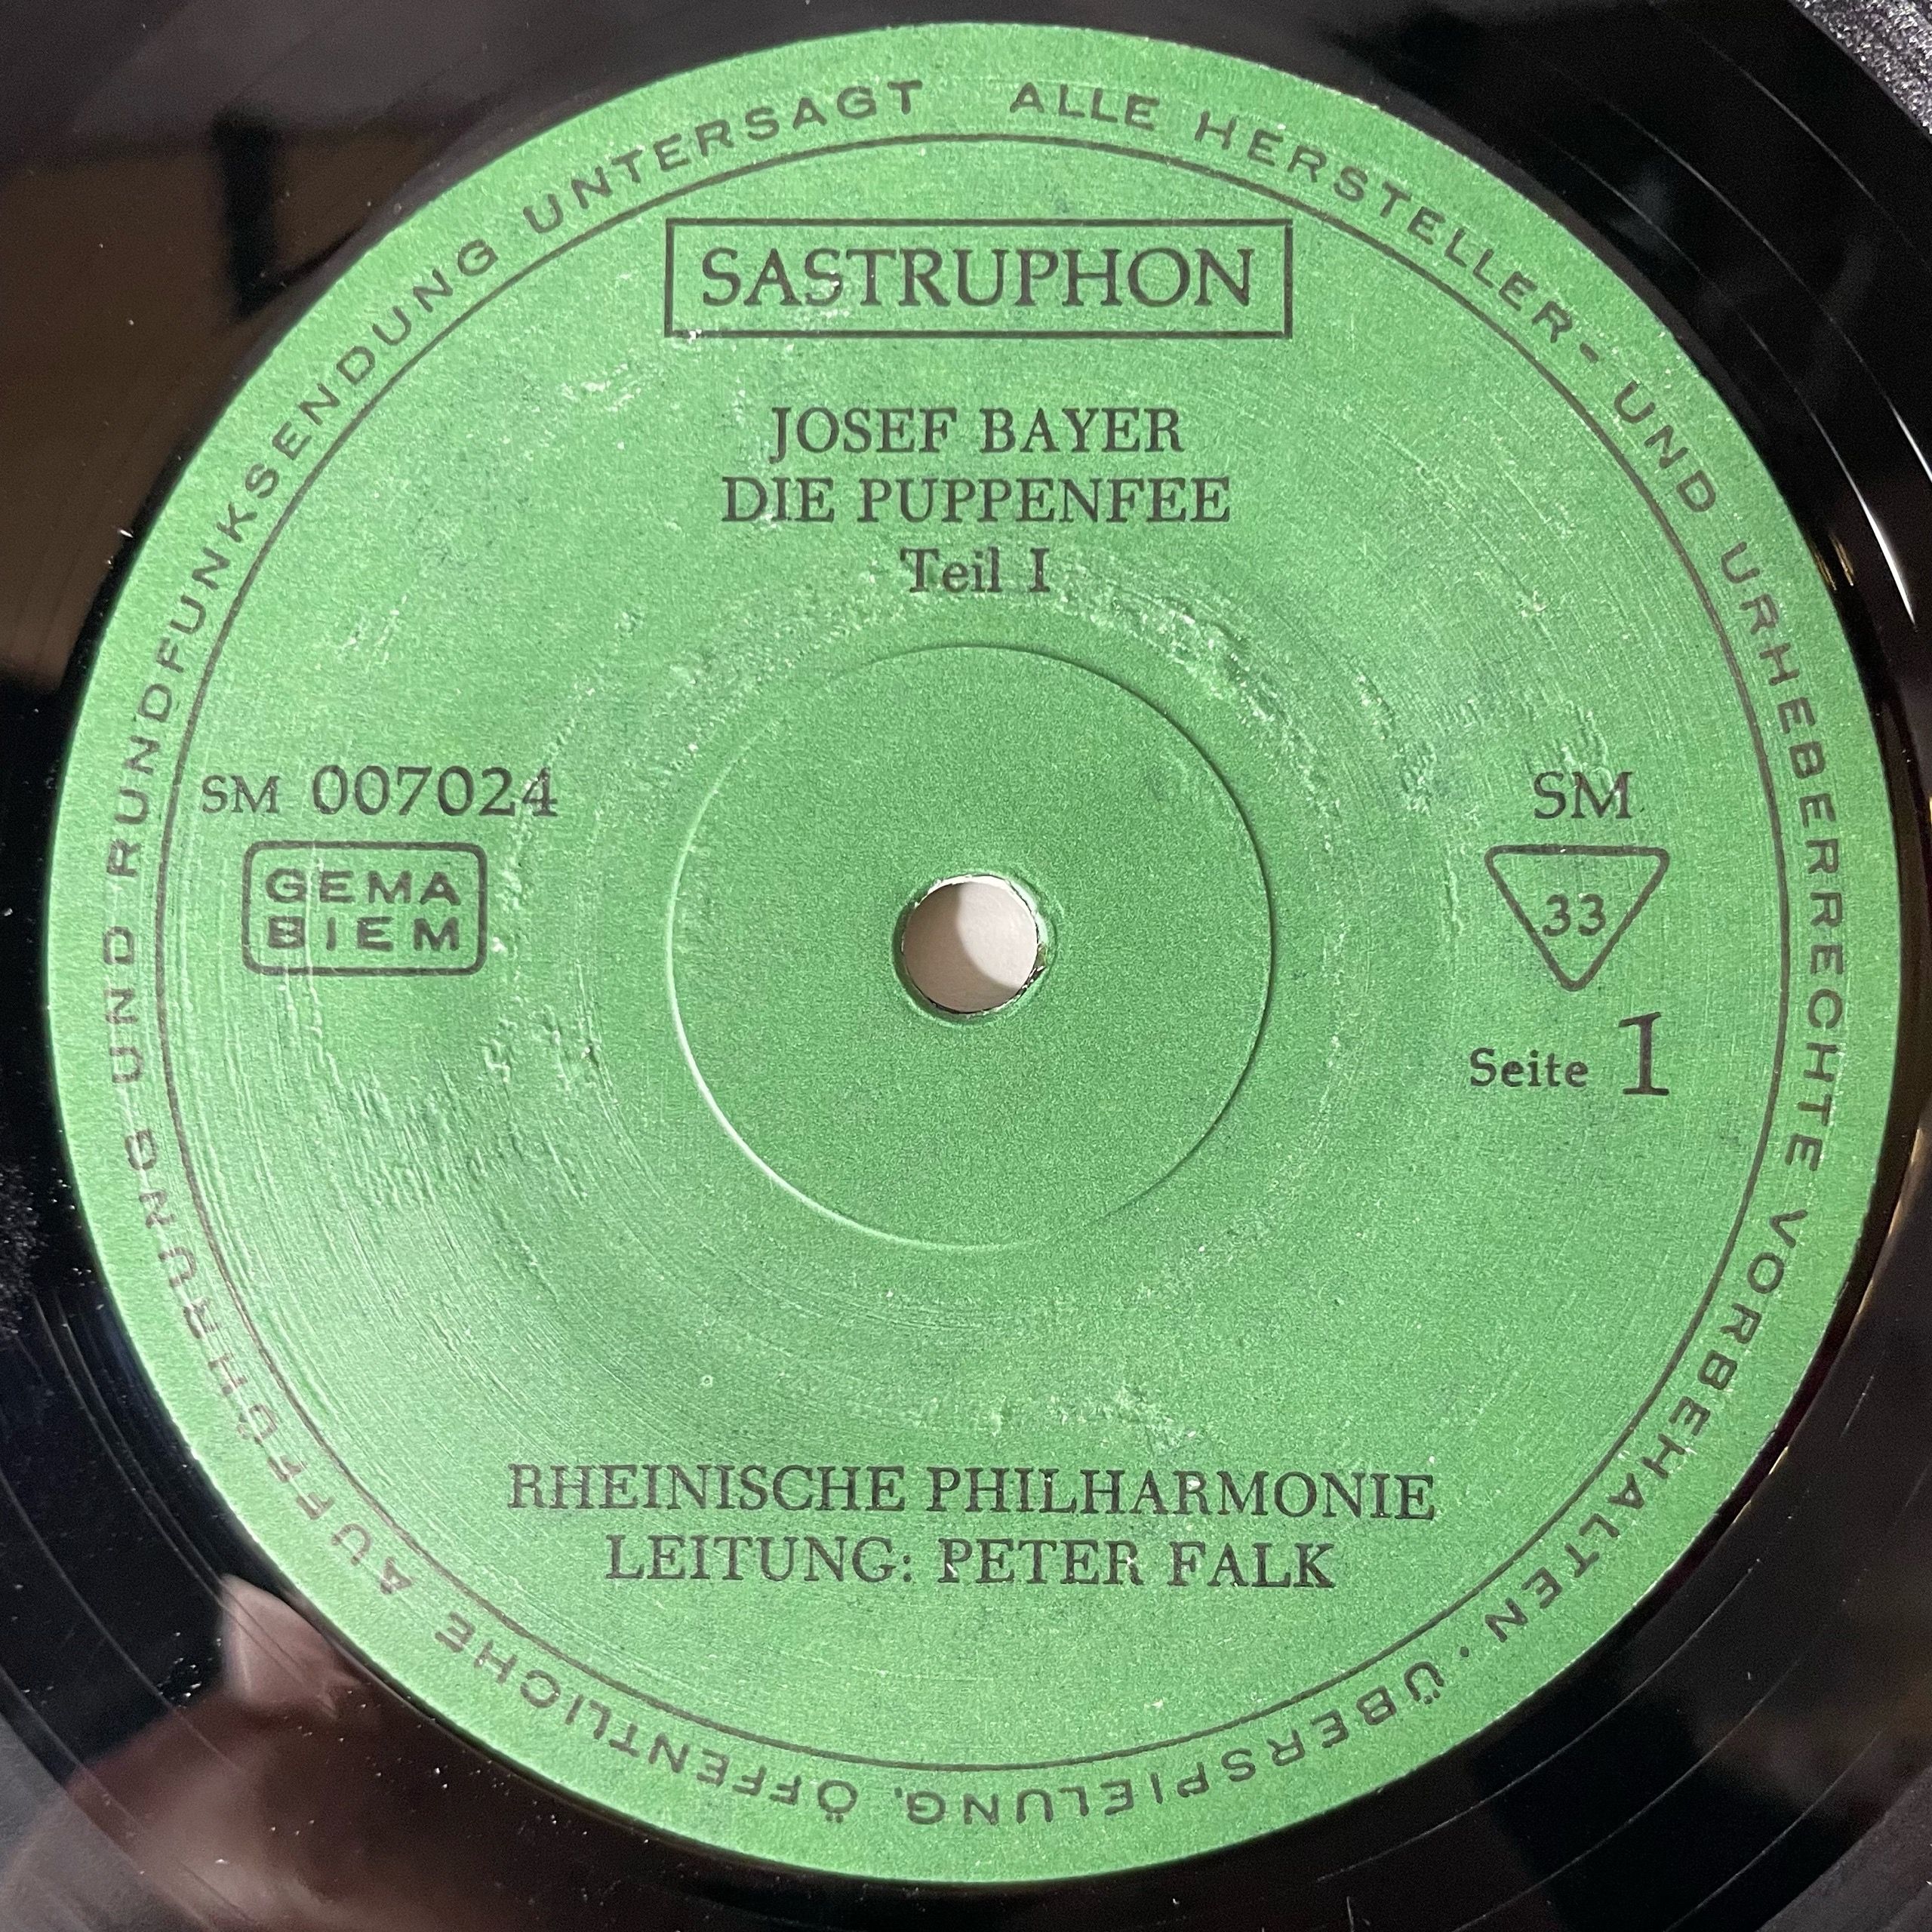 ALLE HERSTELLER- UND URHEBERRECHTE VORBEHALTEN · ÜBERSPIELUNG, ÖFFENTLICHE AUFFÜHRUNG UND RUNDFUNKSENDUNG UNTERSAGT
SASTRUPHON
JOSEF BAYER
DIE PUPPENFEE
Teil I
SM 007024
GEMA
BIEM
SM
33
Seite 1
RHEINISCHE PHILHARMONIE
LEITUNG: PETER FALK